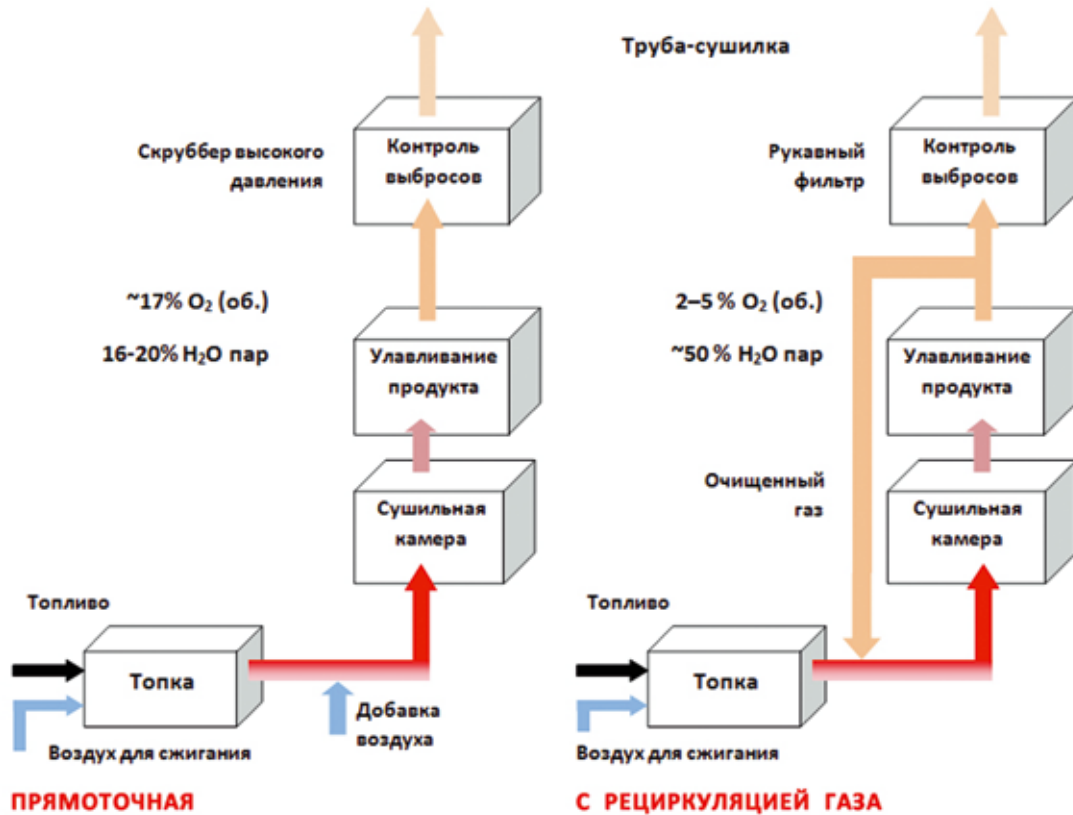 Труба-сушилка
Скруббер высокого
давления
Контроль
выбросов
~17% O₂ (об.)
16-20% H₂O пар
Улавливание
продукта
Сушильная
камера
Топливо
Топка
Добавка
воздуха
Воздух для сжигания
ПРЯМОТОЧНАЯ
Рукавный
фильтр
Контроль
выбросов
2–5 % O₂ (об.)
~50 % H₂O пар
Улавливание
продукта
Очищенный
газ
Сушильная
камера
Топливо
Топка
Воздух для сжигания
С РЕЦИРКУЛЯЦИЕЙ ГАЗА